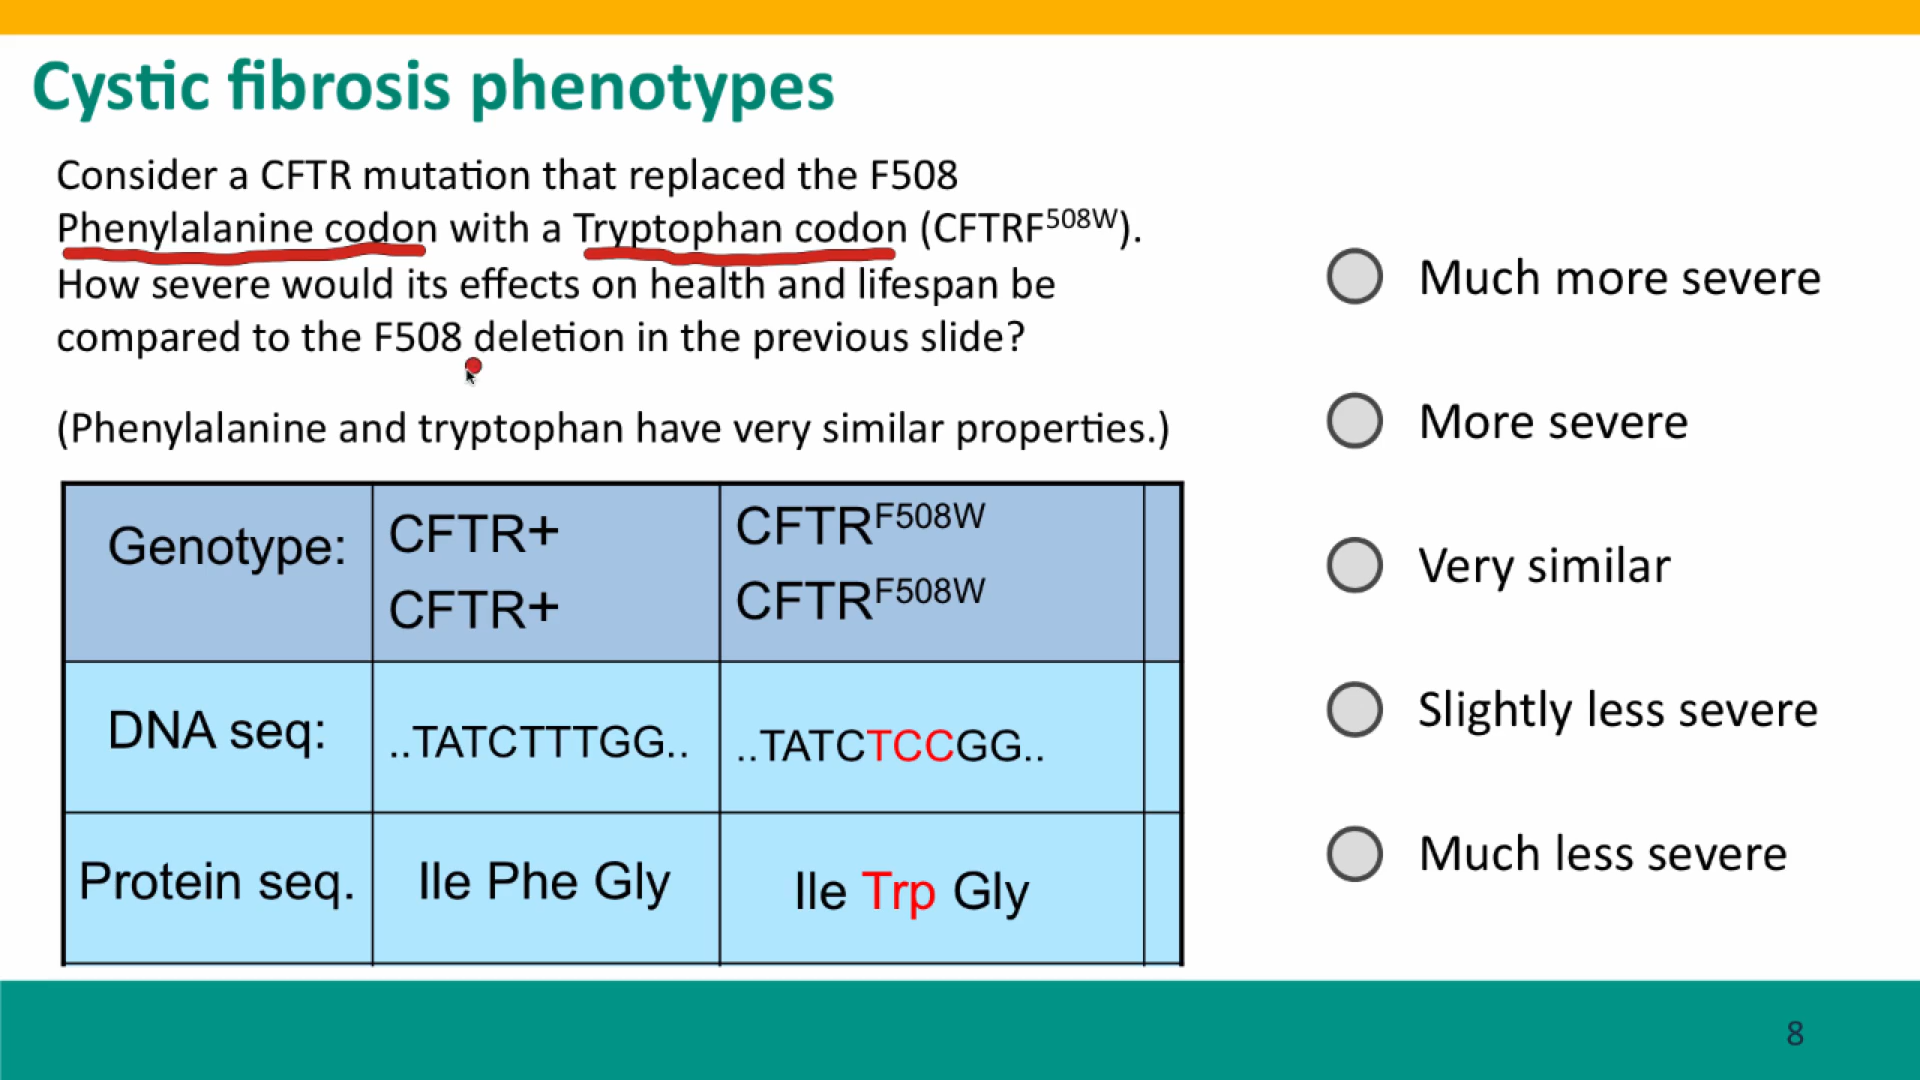 Cystic fibrosis phenotypes
Consider a CFTR mutation that replaced the F508
Phenylalanine codon with a Tryptophan codon (CFTRF508W).
How severe would its effects on health and lifespan be
compared to the F508 deletion in the previous slide?
(Phenylalanine and tryptophan have very similar properties.)
Genotype:
CFTR+
CFTR+
CFTRF508W
CFTRF508W
DNA seq:
..TATCTTTGG..
..TATCTCCGG..
Protein seq.
Ile Phe Gly
Ile Trp Gly
Much more severe
More severe
Very similar
Slightly less severe
Much less severe
8